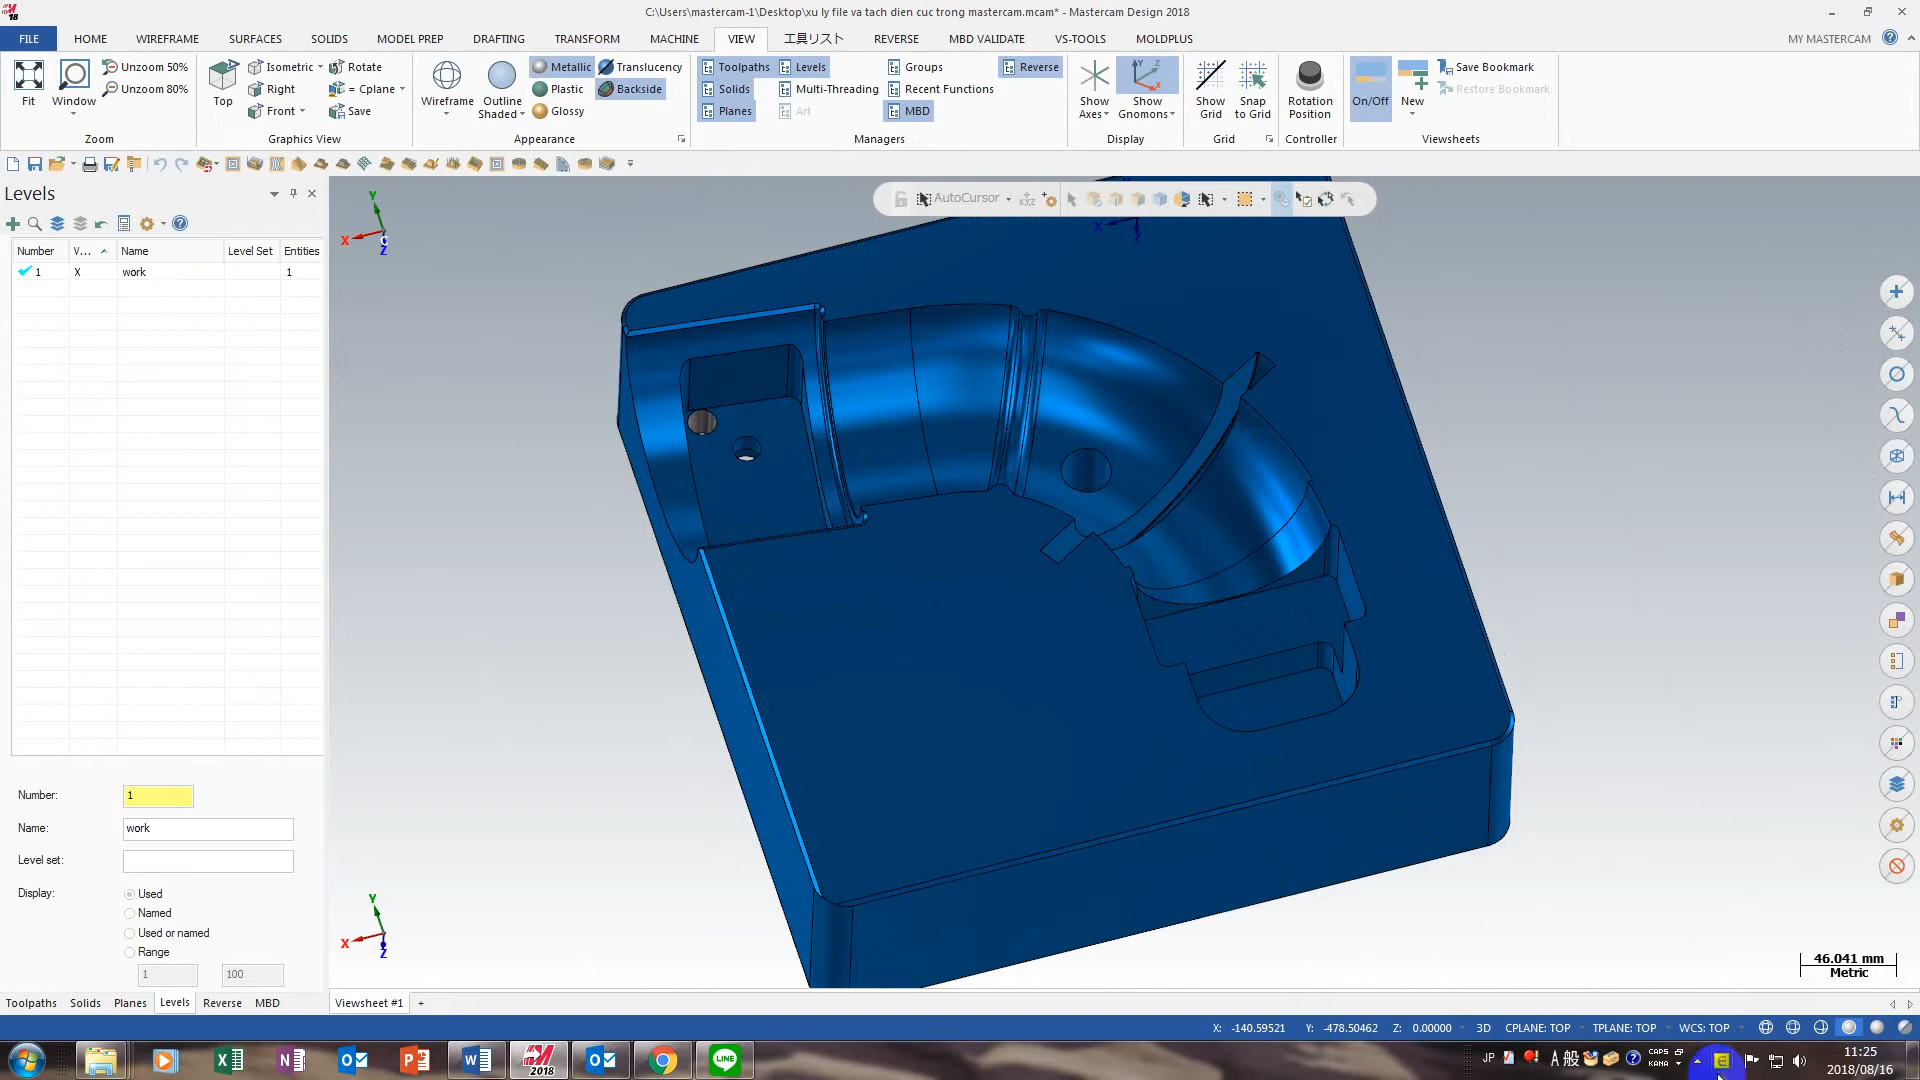 18
C:\Users\mastercam-1\Desktop\xu ly file va tach dien cuc trong mastercam.mcam* - Mastercam Design 2018
FILE HOME WIREFRAME SURFACES SOLIDS MODEL PREP DRAFTING TRANSFORM MACHINE VIEW 工具リスト REVERSE MBD VALIDATE VS-TOOLS MOLDPLUS MY MASTERCAM
Fit
Window
Unzoom 50%
Unzoom 80%
Zoom
Top
Isometric
Right
Front
Rotate
= Cplane
Save
Graphics View
Wireframe
Outline
Shaded
Metallic
Plastic
Glossy
Translucency
Backside
Appearance
Toolpaths
Solids
Planes
Levels
Multi-Threading
Art
Groups
Recent Functions
MBD
Reverse
Managers
Show
Axes
Show
Gnomons
Display
Show
Grid
Snap
to Grid
Grid
Rotation
Position
Controller
On/Off
New
Save Bookmark
Restore Bookmark
Viewsheets
Levels
AutoCursor
Number V... Name Level Set Entities
1 X work 1
Y
X
Z
X
Z
Number: 1
Name: work
Level set:
Display:
Used
Named
Used or named
Range
1 100
Y
X
Z
46.041 mm
Metric
Toolpaths Solids Planes Levels Reverse MBD
Viewsheet #1 +
X: -140.59521 Y: -478.50462 Z: 0.00000 3D CPLANE: TOP TPLANE: TOP WCS: TOP
2018
LINE
JP
A 般
CAPS
KANA
11:25
2018/08/16